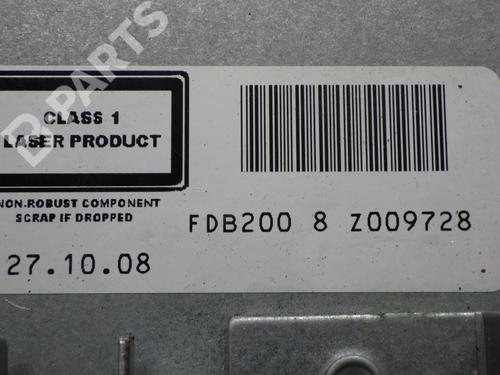 CLASS 1
LASER PRODUCT
NON-ROBUST COMPONENT
SCRAP IF DROPPED
27.10.08
FDB200 8 Z009728
B-PARTS